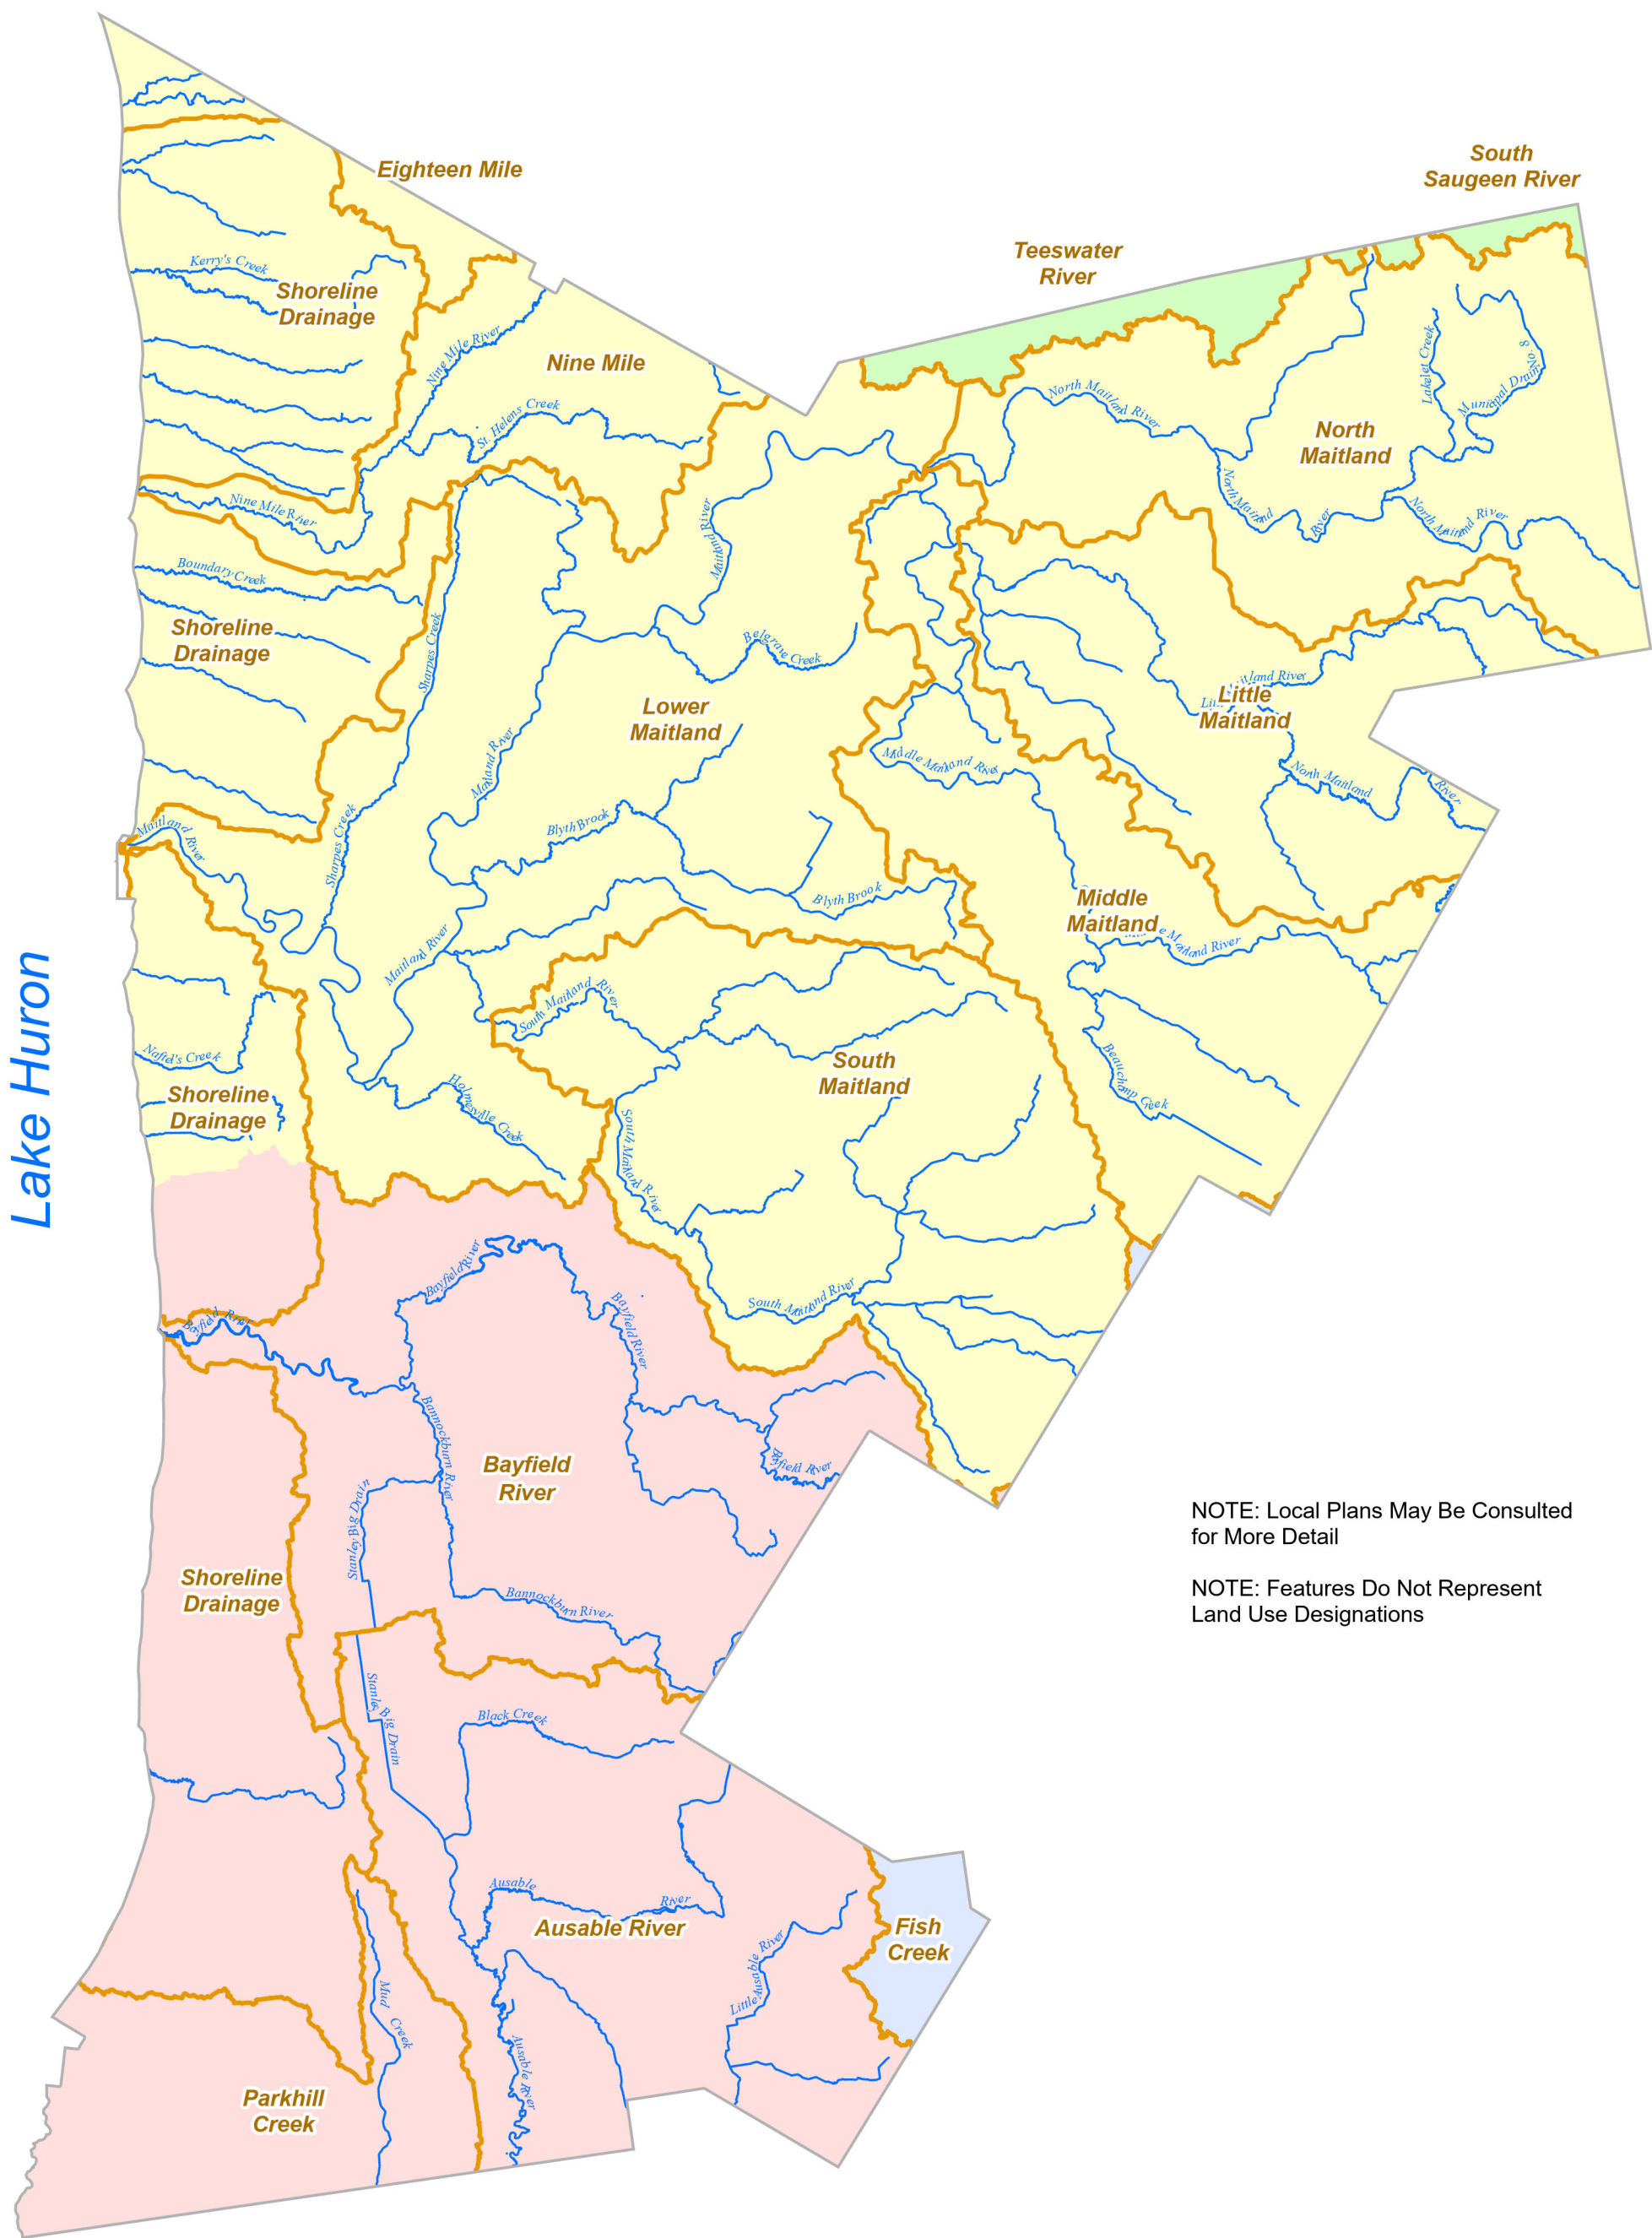 South
Saugeen River
Eighteen Mile
Teeswater
River
Kerry's Creek
Shoreline
Drainage
Nine Mile River
Nine Mile
Lakelet Creek
Municipal Drain No. 8
North Maitland River
St. Helens Creek
North
Maitland
Nine Mile River
Maitland River
North Maitland River
North Maitland River
Boundary Creek
Shoreline
Drainage
Sharpes Creek
Belgrave Creek
Little
Maitland
Lower
Maitland
Maitland River
Middle Maitland River
North Maitland River
Maitland River
Sharpes Creek
Blyth Brook
Blyth Brook
Middle
Maitland
Maitland River
Maitland River
Lake Huron
South Maitland River
Naftel's Creek
South
Maitland
Beauchamp Creek
Shoreline
Drainage
Holmesville Creek
South Maitland River
Bayfield River
South Maitland River
Bayfield River
Bayfield River
Bannockburn River
Bayfield
River
Bayfield River
Stanley Big Drain
NOTE: Local Plans May Be Consulted
for More Detail
Shoreline
Drainage
NOTE: Features Do Not Represent
Land Use Designations
Bannockburn River
Stanley Big Drain
Black Creek
Ausable River
Ausable River
Fish
Creek
Little Ausable River
Mud Creek
Ausable River
Parkhill
Creek